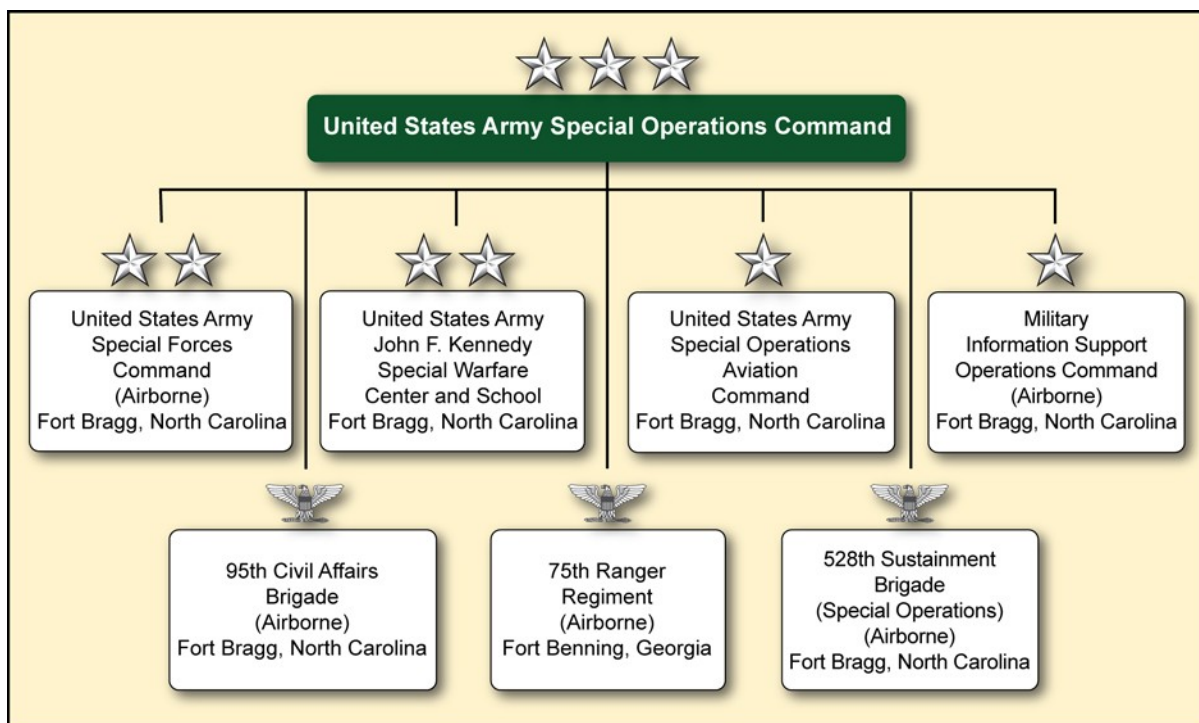 United States Army Special Operations Command
United States Army
Special Forces
Command
(Airborne)
Fort Bragg, North Carolina
United States Army
John F. Kennedy
Special Warfare
Center and School
Fort Bragg, North Carolina
United States Army
Special Operations
Aviation
Command
Fort Bragg, North Carolina
Military
Information Support
Operations Command
(Airborne)
Fort Bragg, North Carolina
95th Civil Affairs
Brigade
(Airborne)
Fort Bragg, North Carolina
75th Ranger
Regiment
(Airborne)
Fort Benning, Georgia
528th Sustainment
Brigade
(Special Operations)
(Airborne)
Fort Bragg, North Carolina